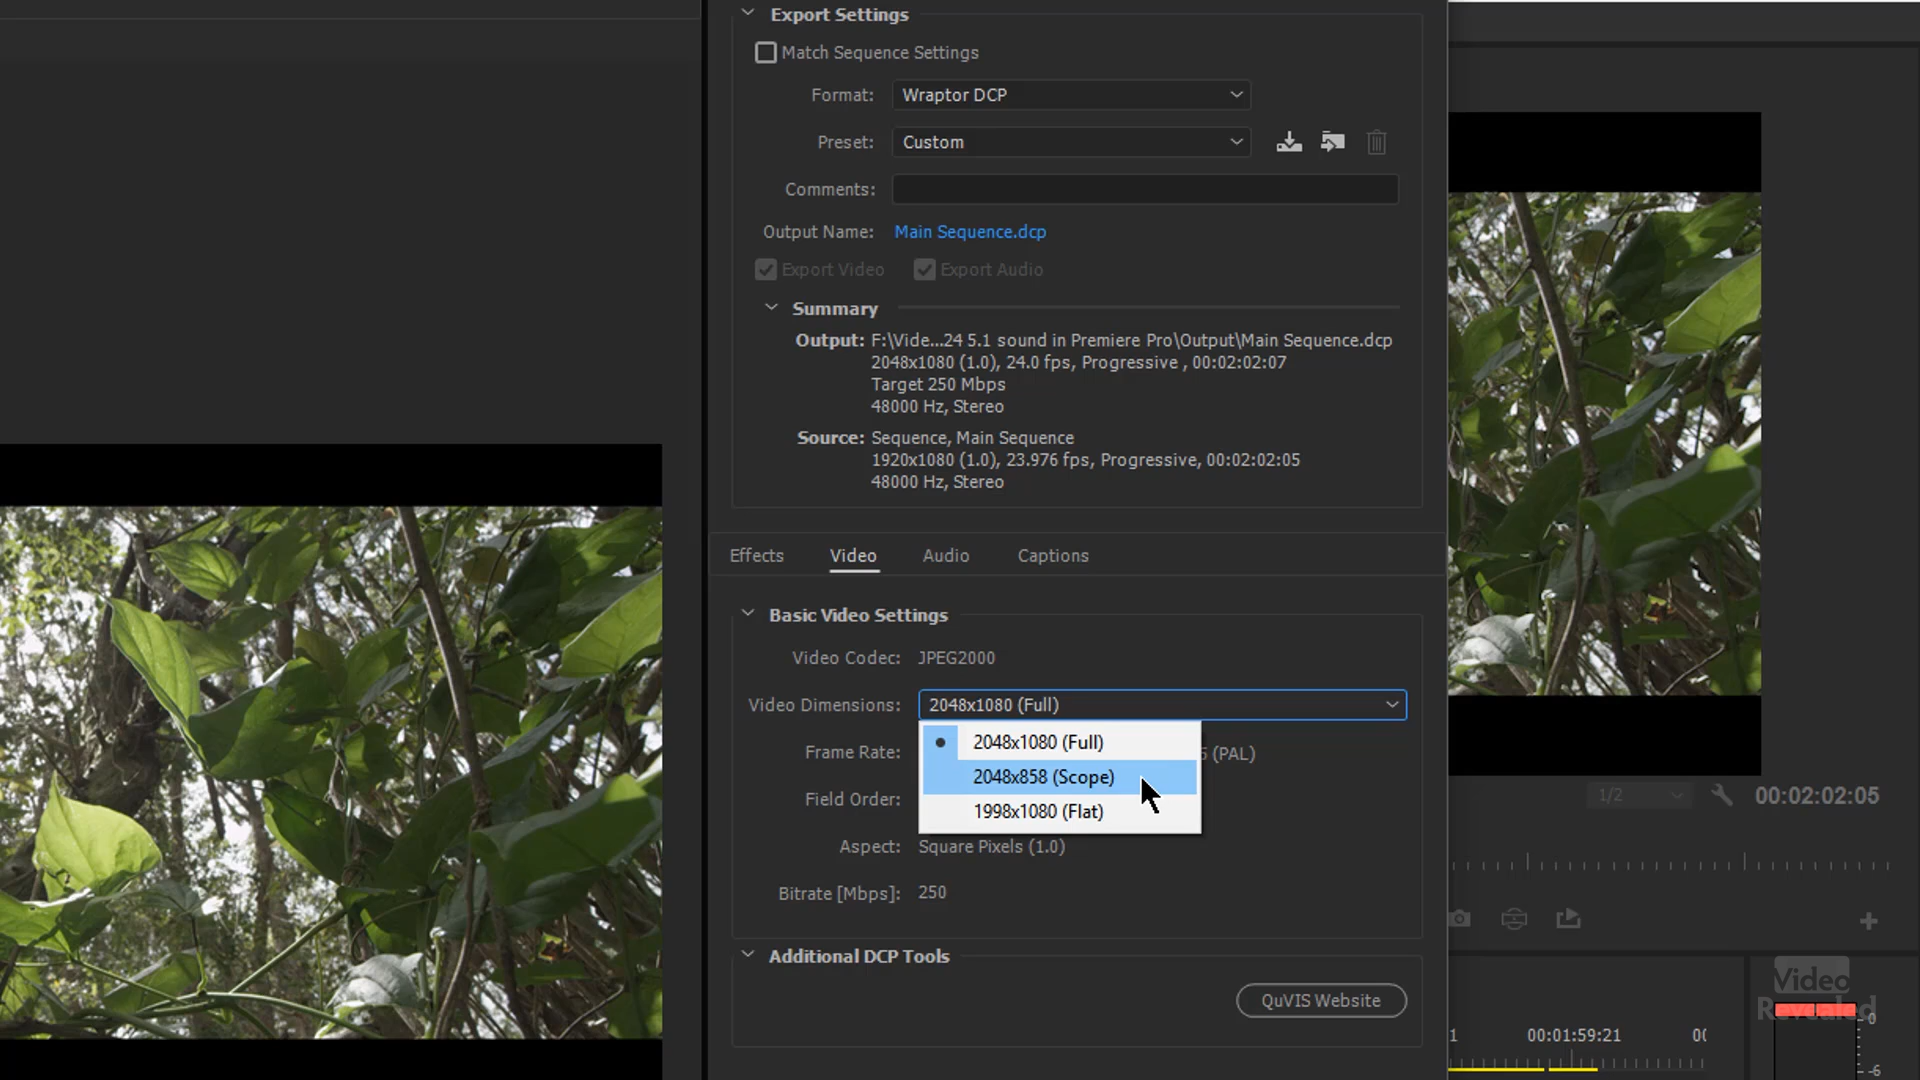 Export Settings
Match Sequence Settings
Format: Wraptor DCP
Preset: Custom
Comments:
Output Name: Main Sequence.dcp
Export Video Export Audio
Summary
Output: F:\Vide...24 5.1 sound in Premiere Pro\Output\Main Sequence.dcp
2048x1080 (1.0), 24.0 fps, Progressive , 00:02:02:07
Target 250 Mbps
48000 Hz, Stereo
Source: Sequence, Main Sequence
1920x1080 (1.0), 23.976 fps, Progressive, 00:02:02:05
48000 Hz, Stereo
Effects Video Audio Captions
Basic Video Settings
Video Codec: JPEG2000
Video Dimensions: 2048x1080 (Full)
2048x1080 (Full)
Frame Rate: (PAL)
2048x858 (Scope)
Field Order:
1998x1080 (Flat)
Aspect: Square Pixels (1.0)
Bitrate [Mbps]: 250
Additional DCP Tools
QuVIS Website
1/2 00:02:02:05
Video
Revealed
00:01:59:21
0
-6